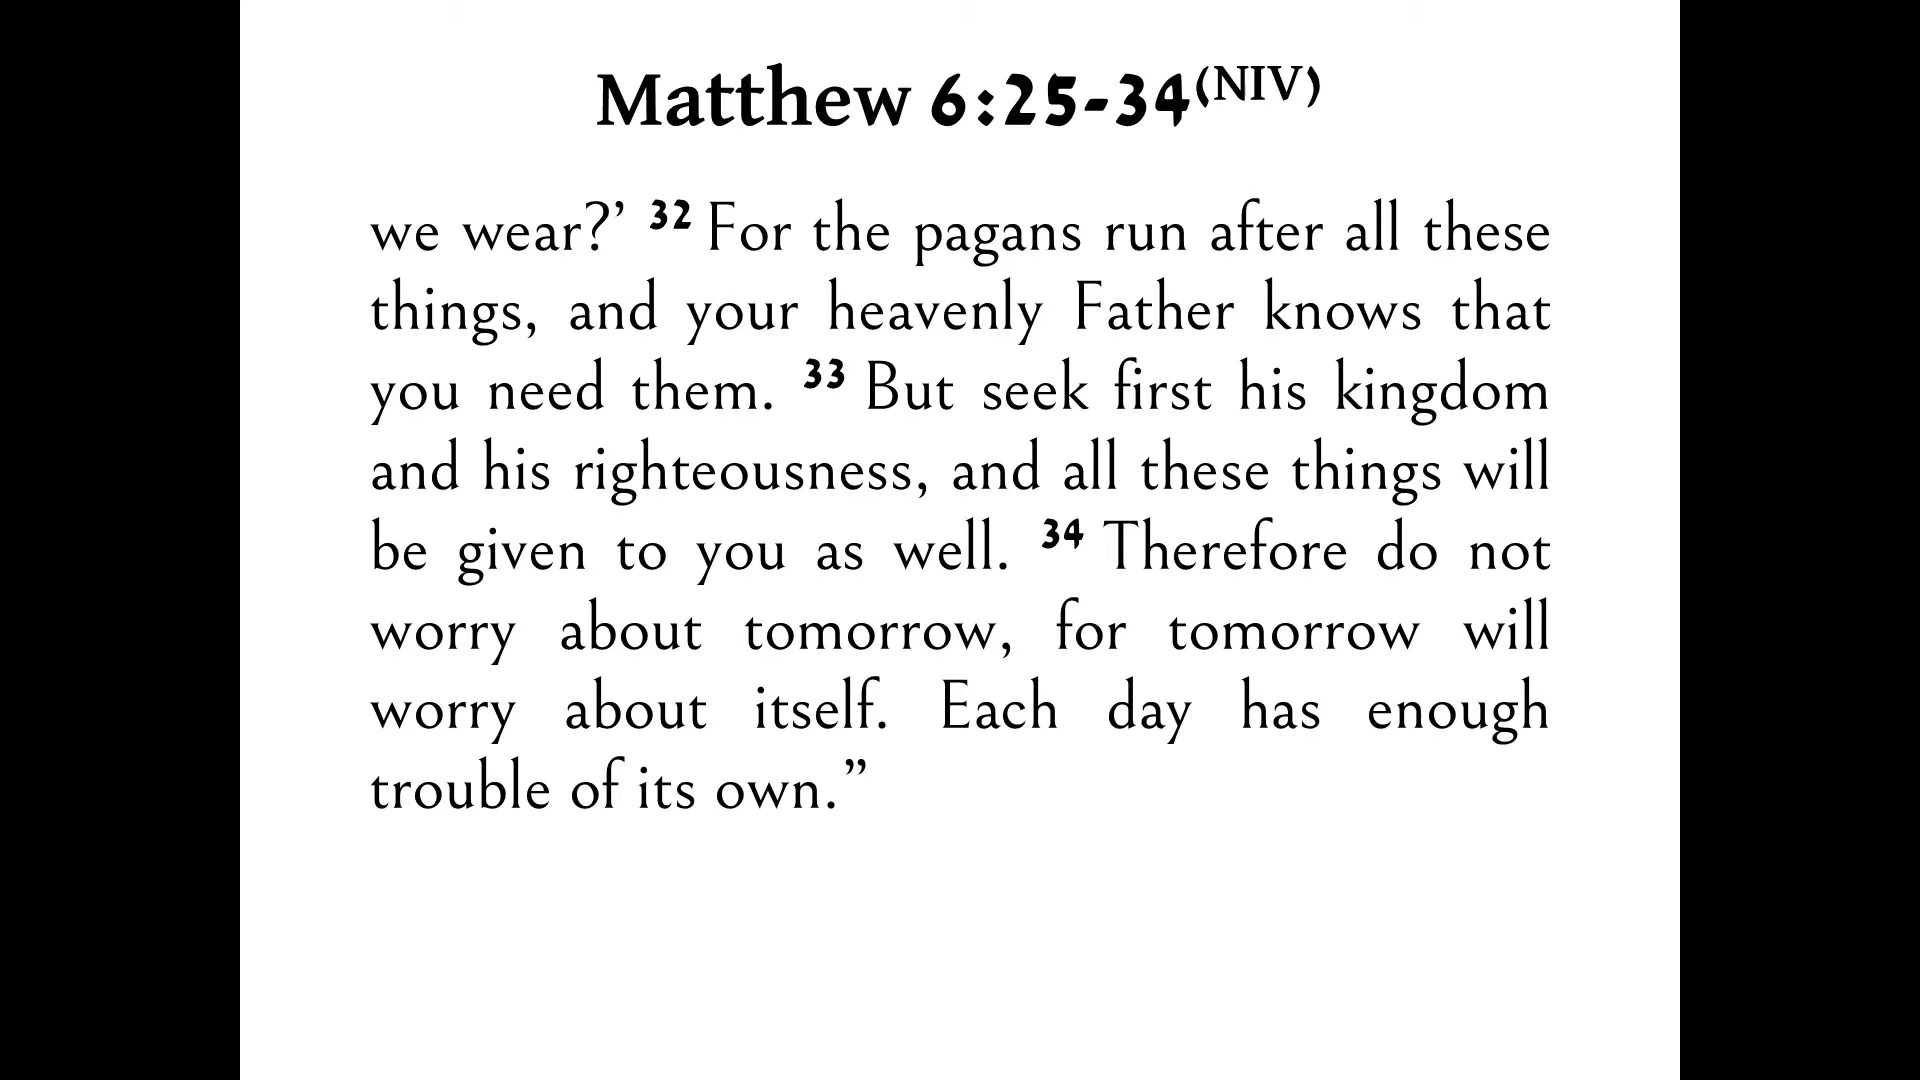 Matthew 6:25-34(NIV)
we wear?’ 32 For the pagans run after all these
things, and your heavenly Father knows that
you need them. 33 But seek first his kingdom
and his righteousness, and all these things will
be given to you as well. 34 Therefore do not
worry about tomorrow, for tomorrow will
worry about itself. Each day has enough
trouble of its own.”